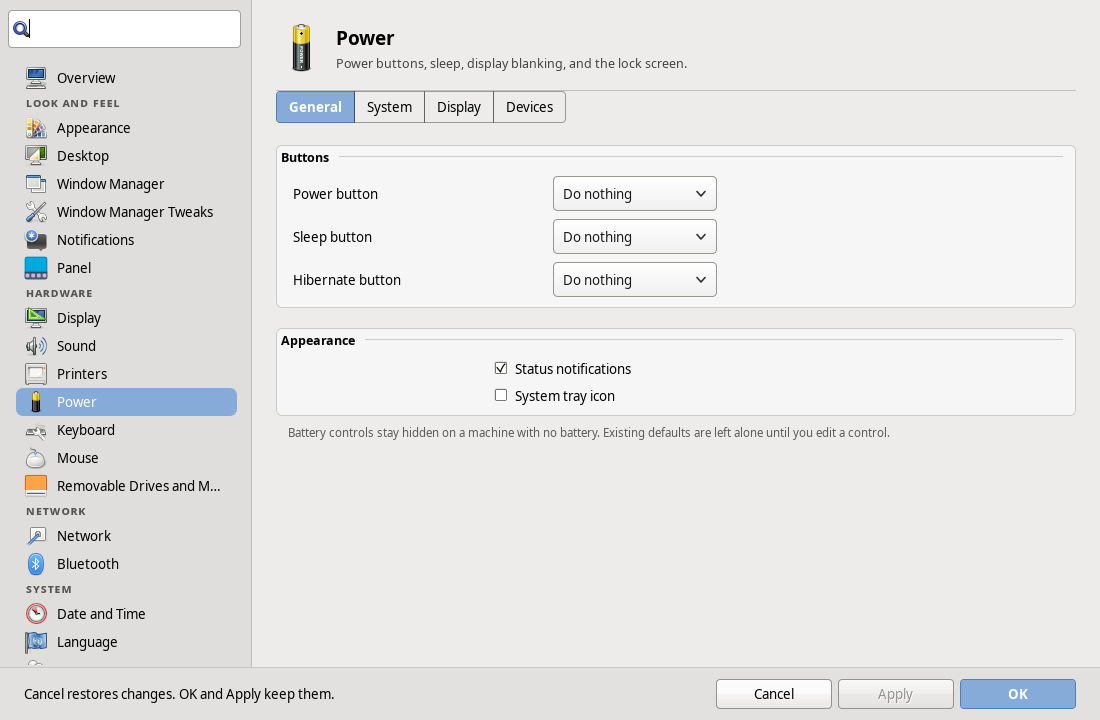 Overview
LOOK AND FEEL
Appearance
Desktop
Window Manager
Window Manager Tweaks
Notifications
Panel
HARDWARE
Display
Sound
Printers
Power
Keyboard
Mouse
Removable Drives and M...
NETWORK
Network
Bluetooth
SYSTEM
Date and Time
Language
Power
Power buttons, sleep, display blanking, and the lock screen.
General System Display Devices
Buttons
Power button Do nothing
Sleep button Do nothing
Hibernate button Do nothing
Appearance
Status notifications
System tray icon
Battery controls stay hidden on a machine with no battery. Existing defaults are left alone until you edit a control.
Cancel restores changes. OK and Apply keep them.
Cancel Apply OK